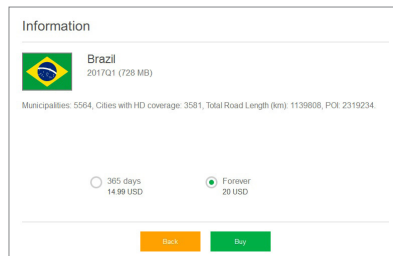 Information
Brazil
2017Q1 (728 MB)
Municipalities: 5564, Cities with HD coverage: 3581, Total Road Length (km): 1139808, POI: 2319234.
365 days
14.99 USD
Forever
20 USD
Back
Buy